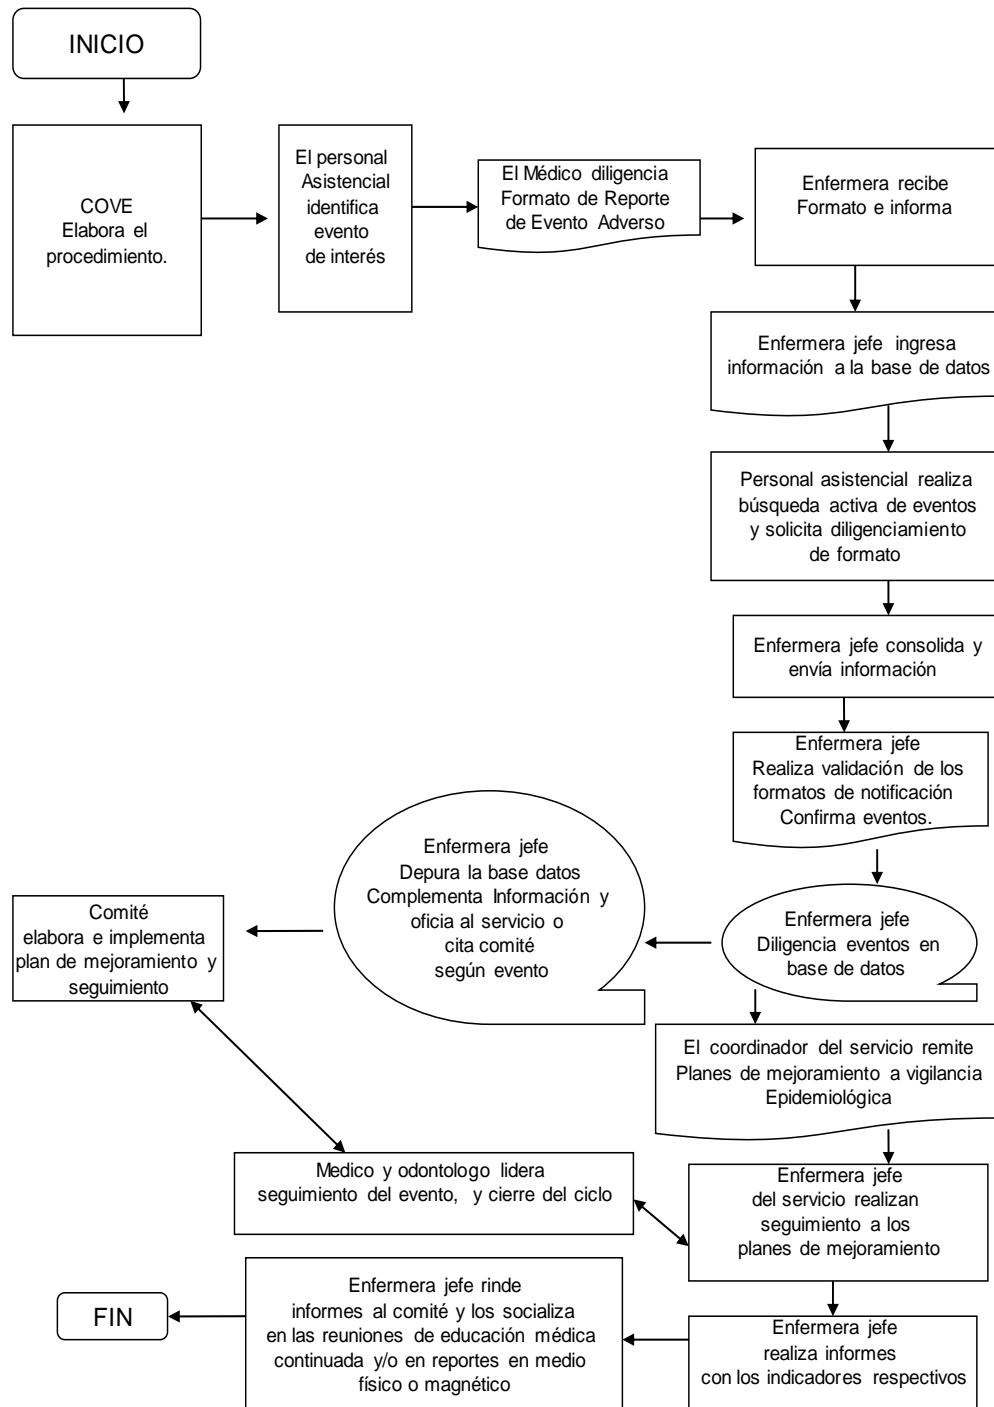 INICIO
COVE
Elabora el
procedimiento.
El personal
Asistencial
identifica
evento
de interés
El Médico diligencia
Formato de Reporte
de Evento Adverso
Enfermera recibe
Formato e informa
Enfermera jefe ingresa
información a la base de datos
Personal asistencial realiza
búsqueda activa de eventos
y solicita diligenciamiento
de formato
Enfermera jefe consolida y
envía información
Enfermera jefe
Realiza validación de los
formatos de notificación
Confirma eventos.
Enfermera jefe
Diligencia eventos en
base de datos
Enfermera jefe
Depura la base datos
Complementa Información y
oficia al servicio o
cita comité
según evento
Comité
elabora e implementa
plan de mejoramiento y
seguimiento
El coordinador del servicio remite
Planes de mejoramiento a vigilancia
Epidemiológica
Medico y odontologo lidera
seguimiento del evento, y cierre del ciclo
Enfermera jefe
del servicio realizan
seguimiento a los
planes de mejoramiento
Enfermera jefe
realiza informes
con los indicadores respectivos
Enfermera jefe rinde
informes al comité y los socializa
en las reuniones de educación médica
continuada y/o en reportes en medio
físico o magnético
FIN